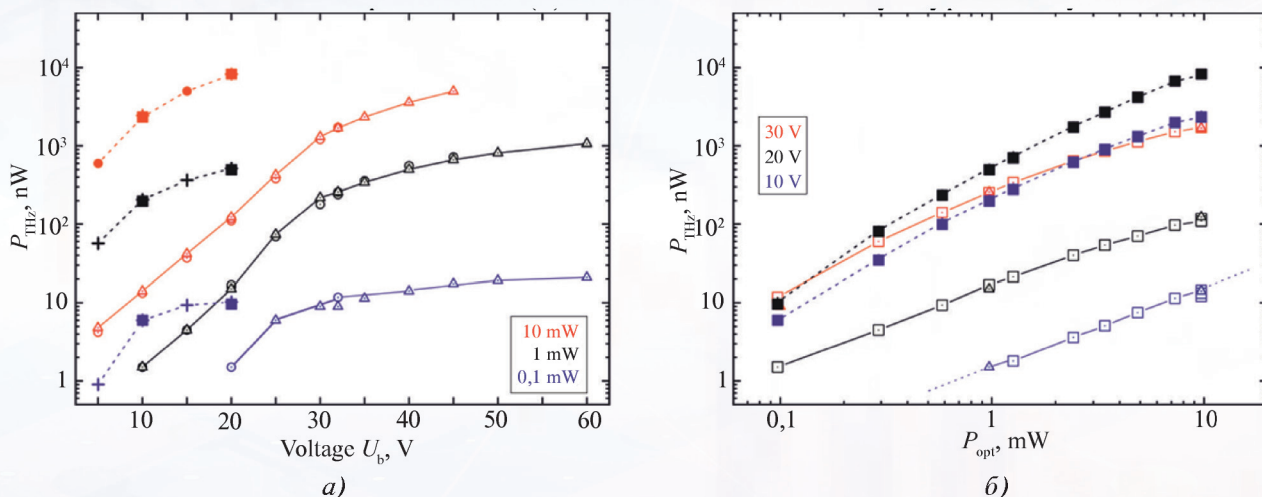 P_THz, nW
10⁴
10³
10²
10
1
10 mW
1 mW
0,1 mW
10 20 30 40 50 60
Voltage U_b, V
а)
P_THz, nW
10⁴
10³
10²
10
1
30 V
20 V
10 V
0,1 1 10
P_opt, mW
б)